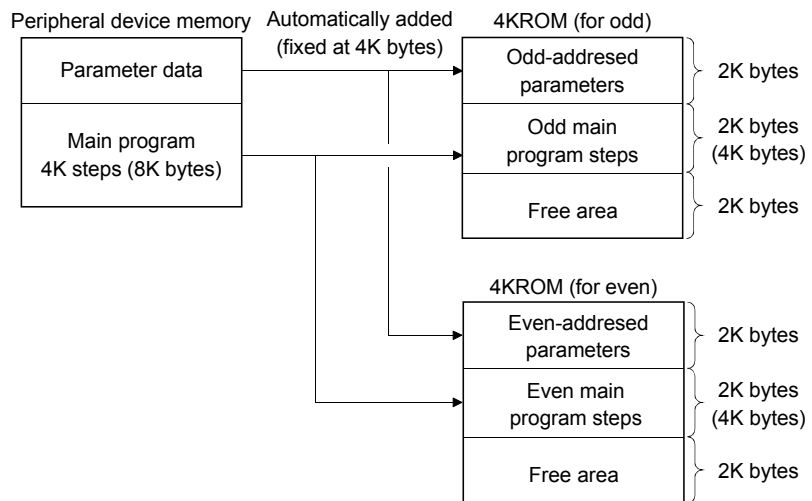 Peripheral device memory
Automatically added
(fixed at 4K bytes)
4KROM (for odd)
Parameter data
Main program
4K steps (8K bytes)
Odd-addresed
parameters
2K bytes
Odd main
program steps
2K bytes
(4K bytes)
Free area
2K bytes
4KROM (for even)
Even-addresed
parameters
2K bytes
Even main
program steps
2K bytes
(4K bytes)
Free area
2K bytes